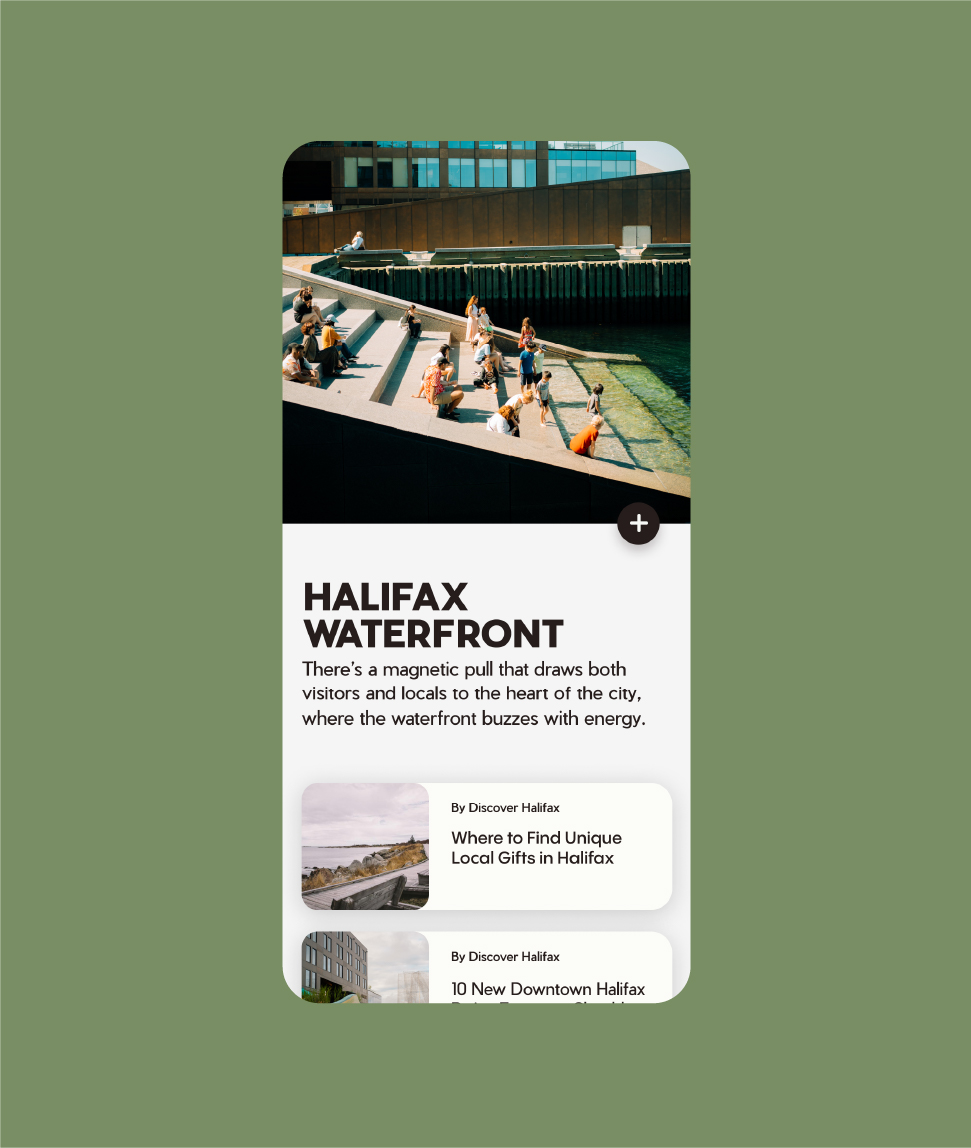 HALIFAX
WATERFRONT
There's a magnetic pull that draws both
visitors and locals to the heart of the city,
where the waterfront buzzes with energy.
By Discover Halifax
Where to Find Unique
Local Gifts in Halifax
By Discover Halifax
10 New Downtown Halifax